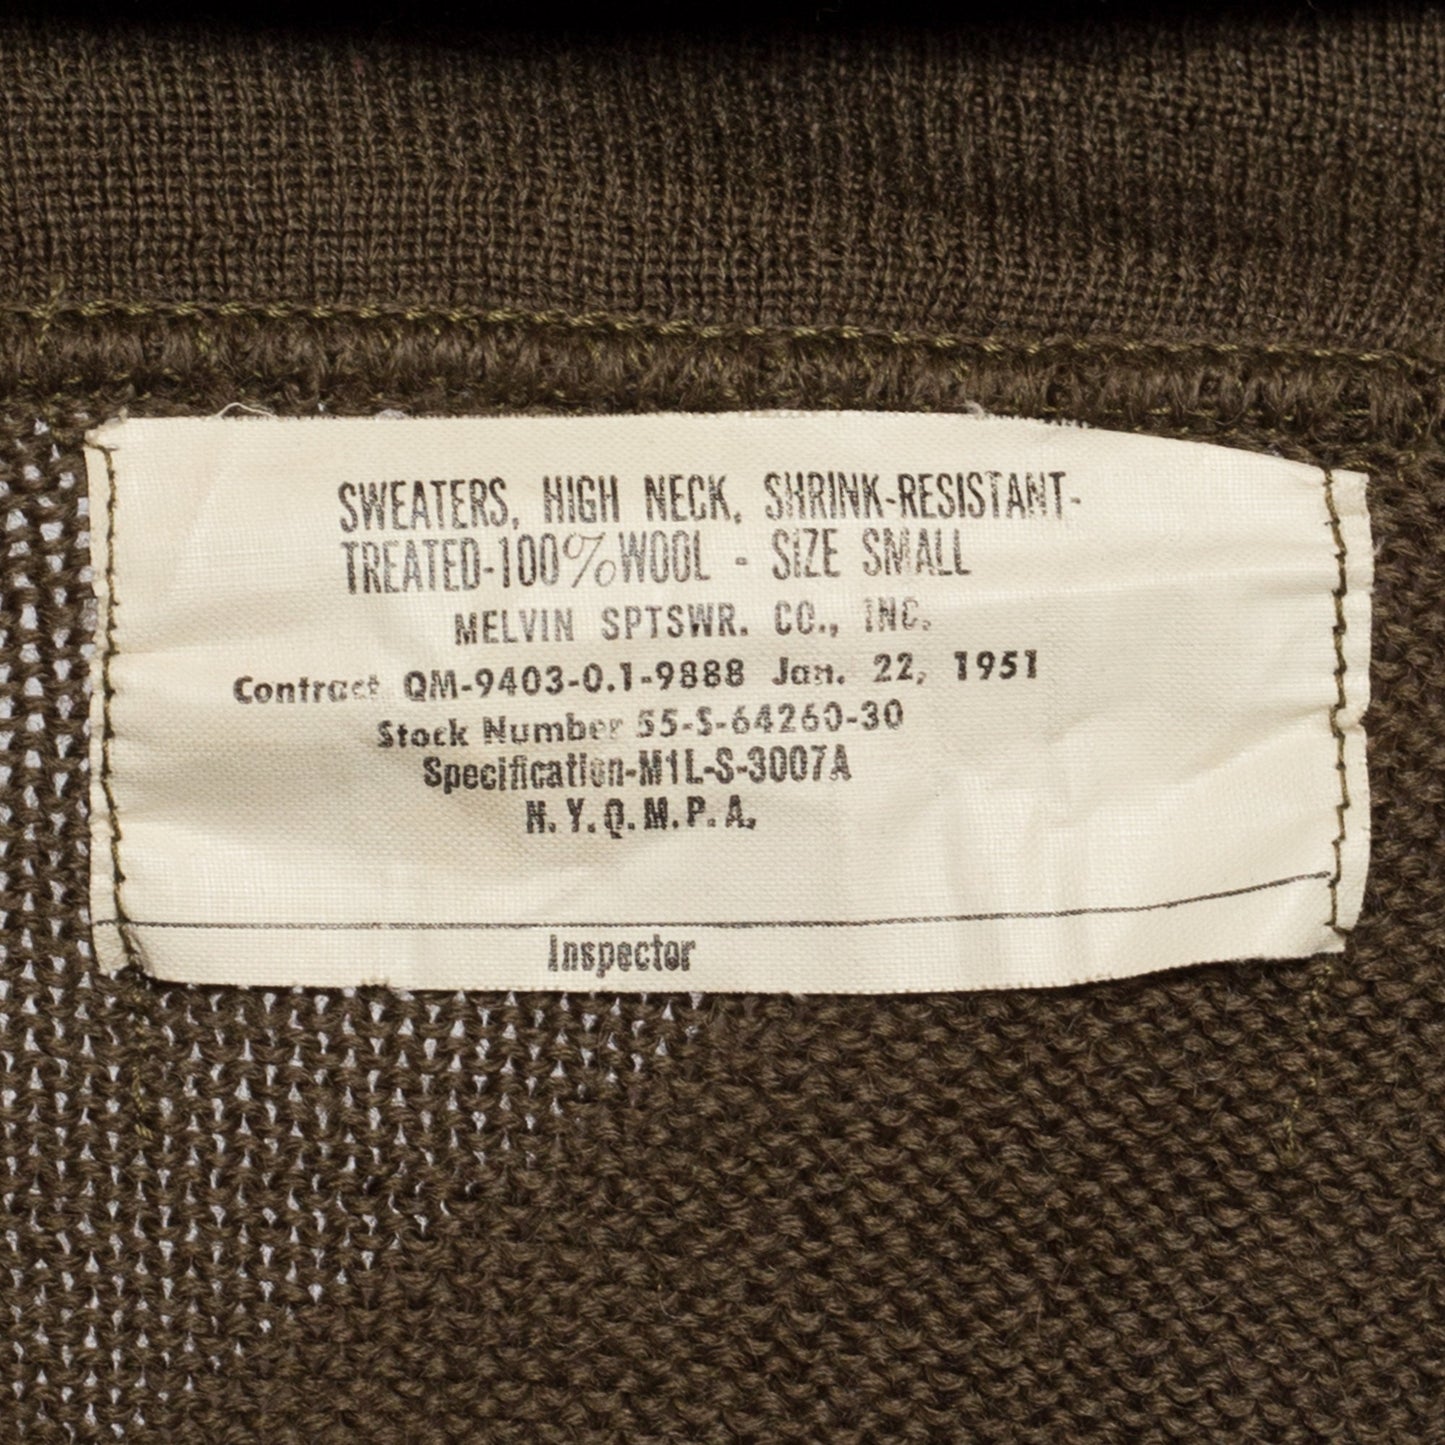 SWEATERS, HIGH NECK, SHRINK-RESISTANT-
TREATED-100% WOOL - SIZE SMALL
MELVIN SPTSWR. CO., INC.
Contract QM-9403-0.1-9888 Jan. 22, 1951
Stock Number 55-S-64260-30
Specification-M1L-S-3007A
N.Y.Q.M.P.A.
Inspector